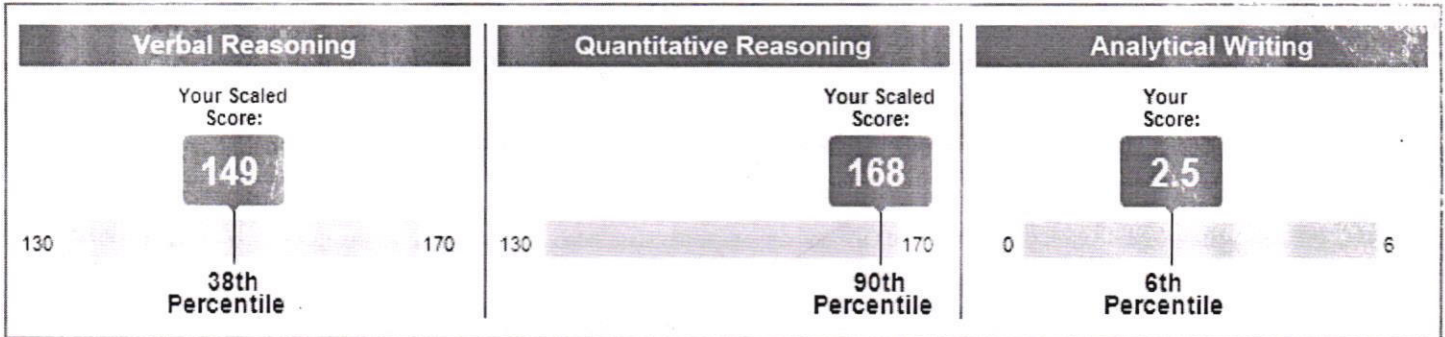 Verbal Reasoning
Your Scaled
Score:
149
130
170
38th
Percentile
Quantitative Reasoning
Your Scaled
Score:
168
130
170
90th
Percentile
Analytical Writing
Your
Score:
2.5
0
6
6th
Percentile